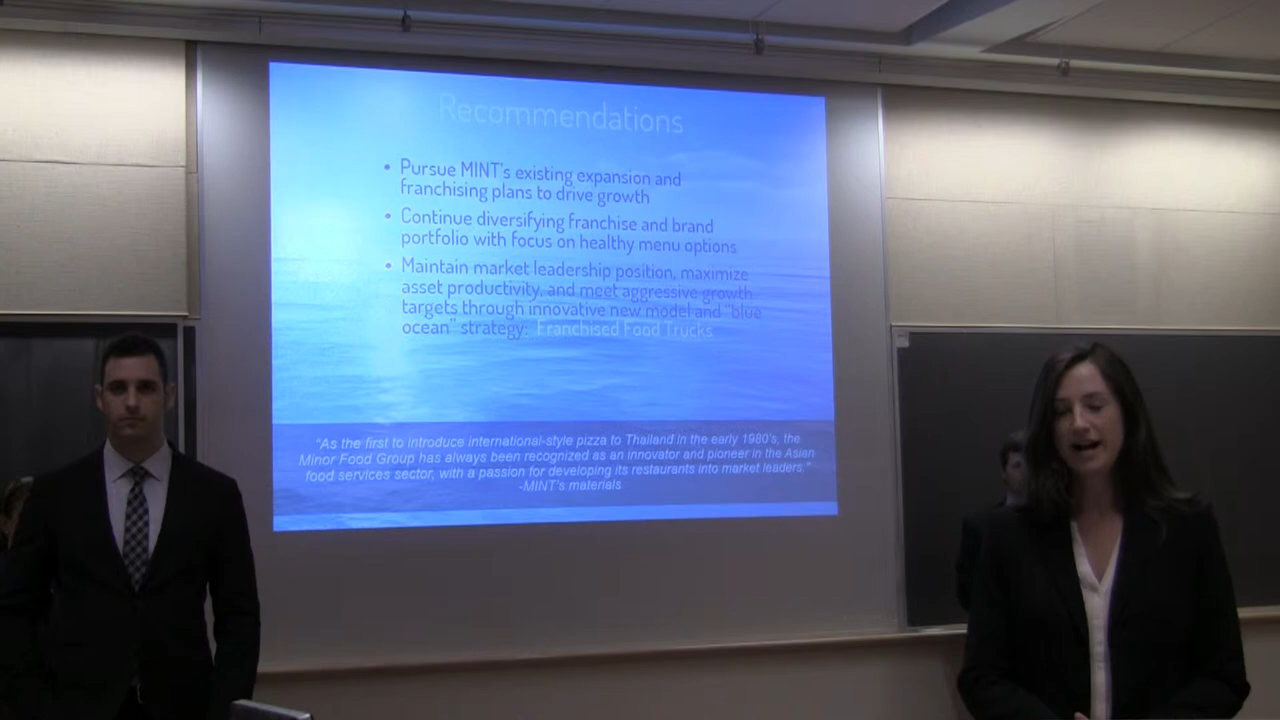 Recommendations
• Pursue MINT's existing expansion and
franchising plans to drive growth
• Continue diversifying franchise and brand
portfolio with focus on healthy menu options
• Maintain market leadership position, maximize
asset productivity, and meet aggressive growth
targets through innovative new model and "blue
ocean" strategy: Franchised Food Trucks
"As the first to introduce international-style pizza to Thailand in the early 1980's, the
Minor Food Group has always been recognized as an innovator and pioneer in the Asian
food services sector, with a passion for developing its restaurants into market leaders."
-MINT's materials